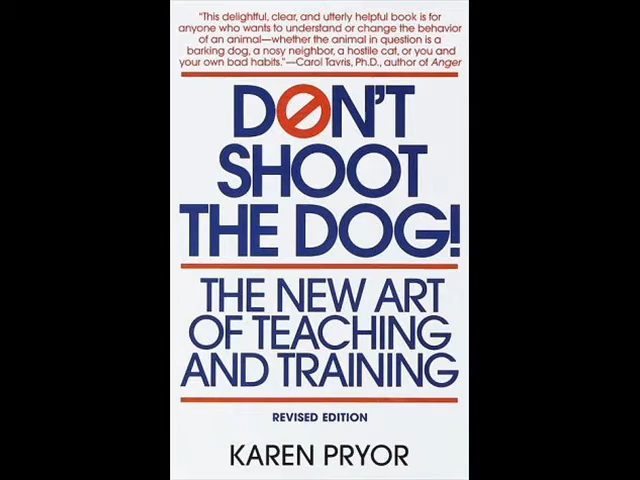 "This delightful, clear, and utterly helpful book is for
anyone who wants to understand or change the behavior
of an animal—whether the animal in question is a
barking dog, a nosy neighbor, a hostile cat, or you and
your own bad habits."—Carol Tavris, Ph.D., author of Anger
DON'T
SHOOT
THE DOG!
THE NEW ART
OF TEACHING
AND TRAINING
REVISED EDITION
KAREN PRYOR